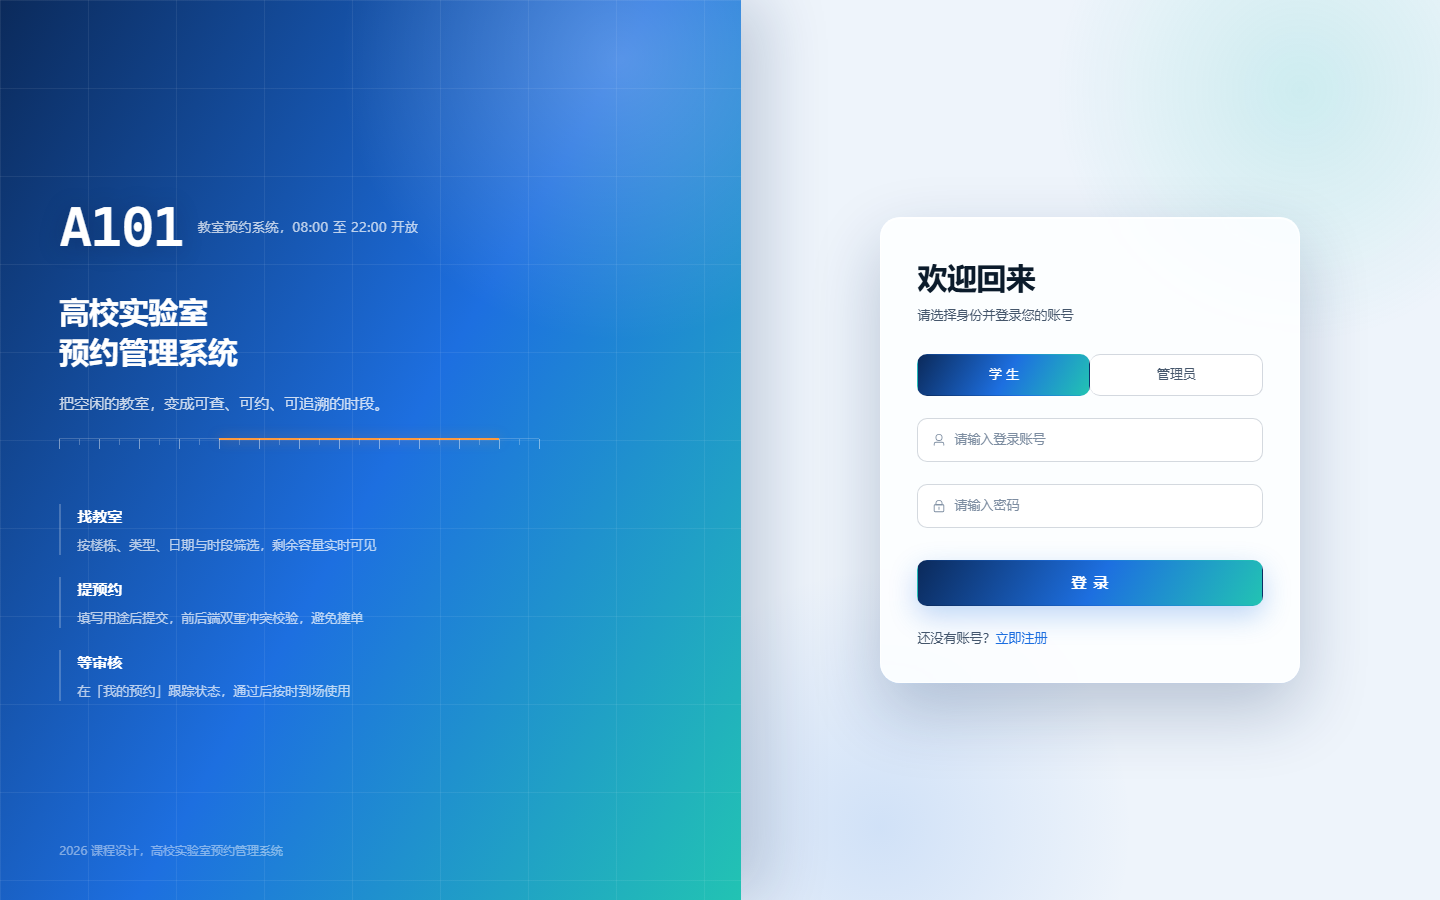 A101 教室预约系统，08:00 至 22:00 开放
高校实验室
预约管理系统
把空闲的教室，变成可查、可约、可追溯的时段。
找教室
按楼栋、类型、日期与时段筛选，剩余容量实时可见
提预约
填写用途后提交，前后端双重冲突校验，避免撞单
等审核
在「我的预约」跟踪状态，通过后按时到场使用
2026 课程设计，高校实验室预约管理系统
欢迎回来
请选择身份并登录您的账号
学生 管理员
请输入登录账号
请输入密码
登 录
还没有账号？立即注册